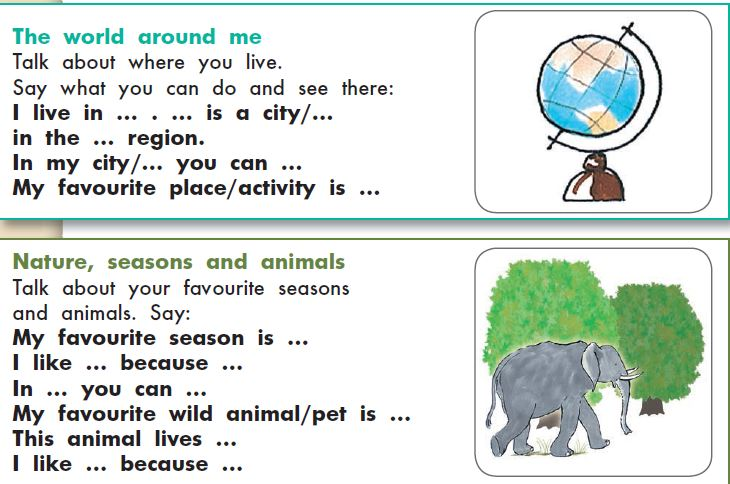 The world around me
Talk about where you live.
Say what you can do and see there:
I live in ... . ... is a city/...
in the ... region.
In my city/... you can ...
My favourite place/activity is ...
Nature, seasons and animals
Talk about your favourite seasons
and animals. Say:
My favourite season is ...
I like ... because ...
In ... you can ...
My favourite wild animal/pet is ...
This animal lives ...
I like ... because ...